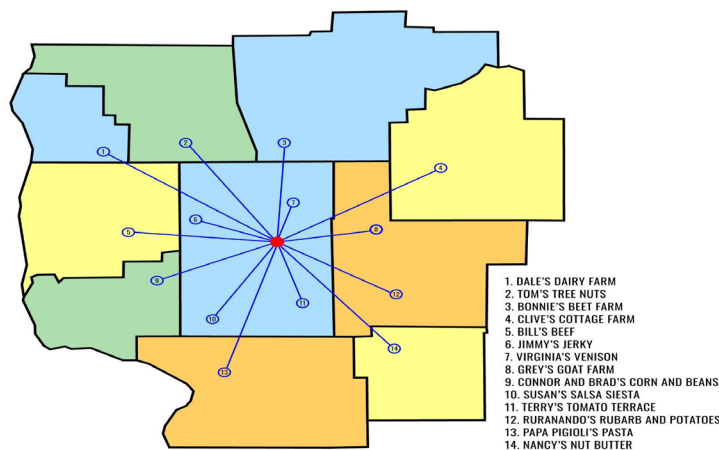 1
2
3
4
5
6
7
8
9
10
11
12
13
14
1. DALE'S DAIRY FARM
2. TOM'S TREE NUTS
3. BONNIE'S BEET FARM
4. CLIVE'S COTTAGE FARM
5. BILL'S BEEF
6. JIMMY'S JERKY
7. VIRGINIA'S VENISON
8. GREY'S GOAT FARM
9. CONNOR AND BRAD'S CORN AND BEANS
10. SUSAN'S SALSA SIESTA
11. TERRY'S TOMATO TERRACE
12. RURANANDO'S RUBARB AND POTATOES
13. PAPA PIGIOLI'S PASTA
14. NANCY'S NUT BUTTER